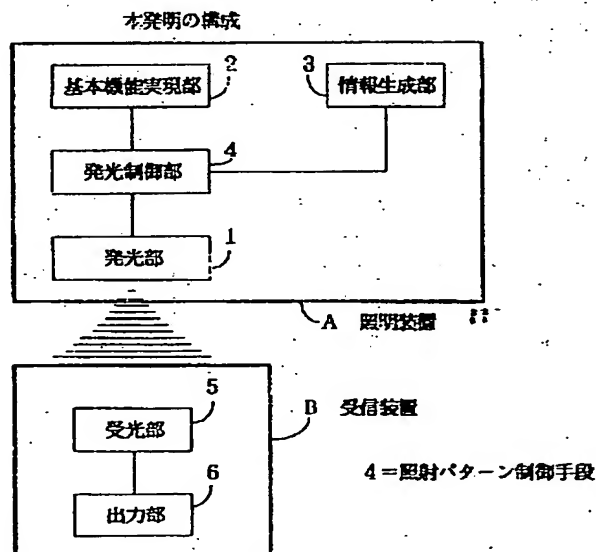 本発明の構成
2
3
基本機能実現部
情報生成部
4
発光制御部
1
発光部
A 照明装置
5
B 受信装置
受光部
4=照射パターン制御手段
6
出力部